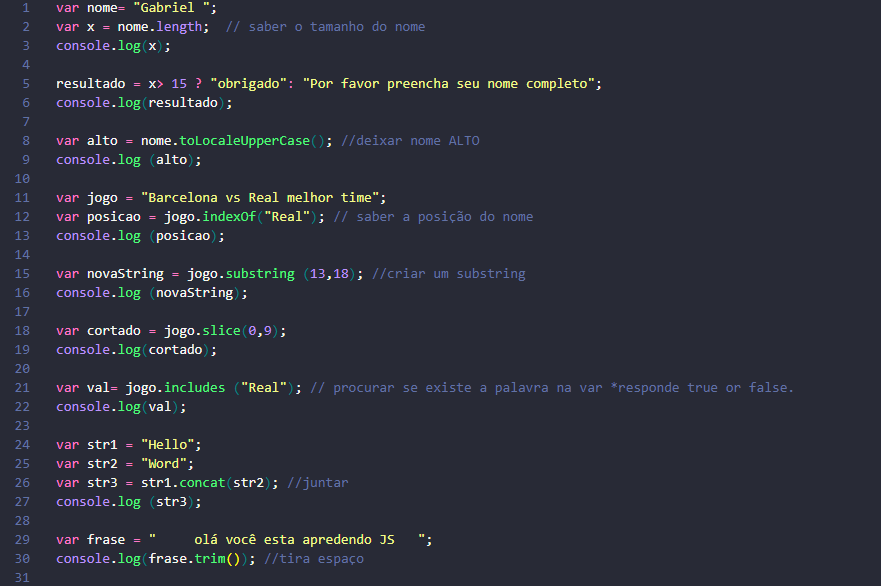 1 var nome= "Gabriel ";
2 var x = nome.length;  // saber o tamanho do nome
3 console.log(x);
4
5 resultado = x> 15 ? "obrigado": "Por favor preencha seu nome completo";
6 console.log(resultado);
7
8 var alto = nome.toLocaleUpperCase(); //deixar nome ALTO
9 console.log (alto);
10
11 var jogo = "Barcelona vs Real melhor time";
12 var posicao = jogo.indexOf("Real"); // saber a posição do nome
13 console.log (posicao);
14
15 var novaString = jogo.substring (13,18); //criar um substring
16 console.log (novaString);
17
18 var cortado = jogo.slice(0,9);
19 console.log(cortado);
20
21 var val= jogo.includes ("Real"); // procurar se existe a palavra na var *responde true or false.
22 console.log(val);
23
24 var str1 = "Hello";
25 var str2 = "Word";
26 var str3 = str1.concat(str2); //juntar
27 console.log (str3);
28
29 var frase = "     olá você esta apredendo JS   ";
30 console.log(frase.trim()); //tira espaço
31